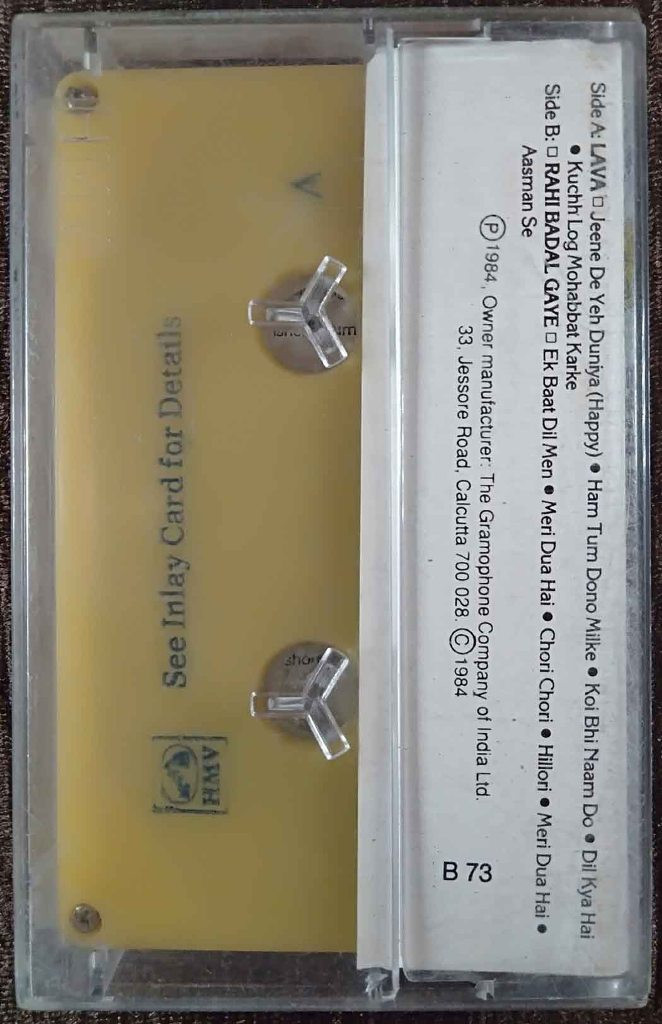 Side A: LAVA □ Jeene De Yeh Duniya (Happy) ● Ham Tum Dono Milke ● Koi Bhi Naam Do ● Dil Kya Hai
● Kuchh Log Mohabbat Karke
Side B: □ RAHI BADAL GAYE □ Ek Baat Dil Men ● Meri Dua Hai ● Chori Chori ● Hillori ● Meri Dua Hai ●
Aasman Se
Ⓟ 1984, Owner manufacturer: The Gramophone Company of India Ltd.
33, Jessore Road, Calcutta 700 028. Ⓒ 1984
B 73
A
See Inlay Card for Details
HMV